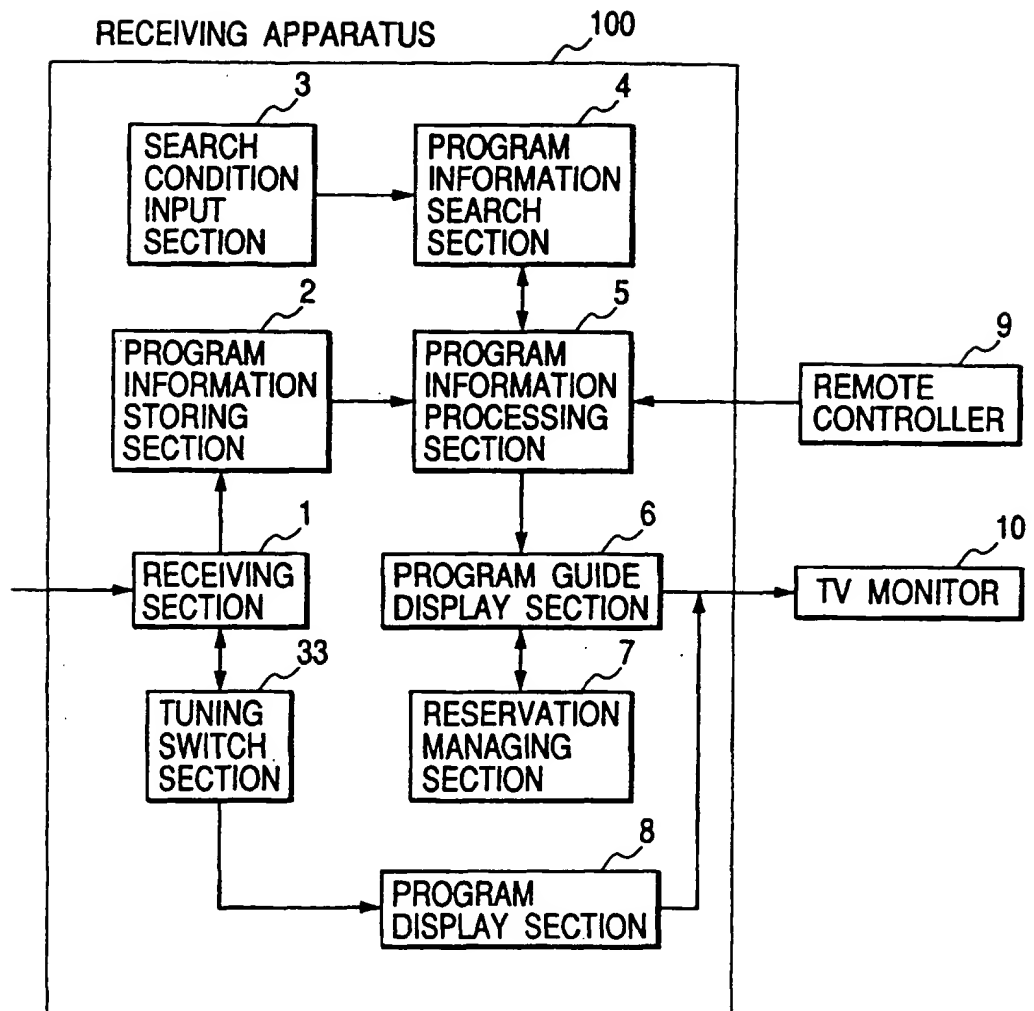 RECEIVING APPARATUS
100
3
SEARCH
CONDITION
INPUT
SECTION
4
PROGRAM
INFORMATION
SEARCH
SECTION
2
PROGRAM
INFORMATION
STORING
SECTION
5
PROGRAM
INFORMATION
PROCESSING
SECTION
9
REMOTE
CONTROLLER
1
RECEIVING
SECTION
6
PROGRAM GUIDE
DISPLAY SECTION
10
TV MONITOR
33
TUNING
SWITCH
SECTION
7
RESERVATION
MANAGING
SECTION
8
PROGRAM
DISPLAY SECTION